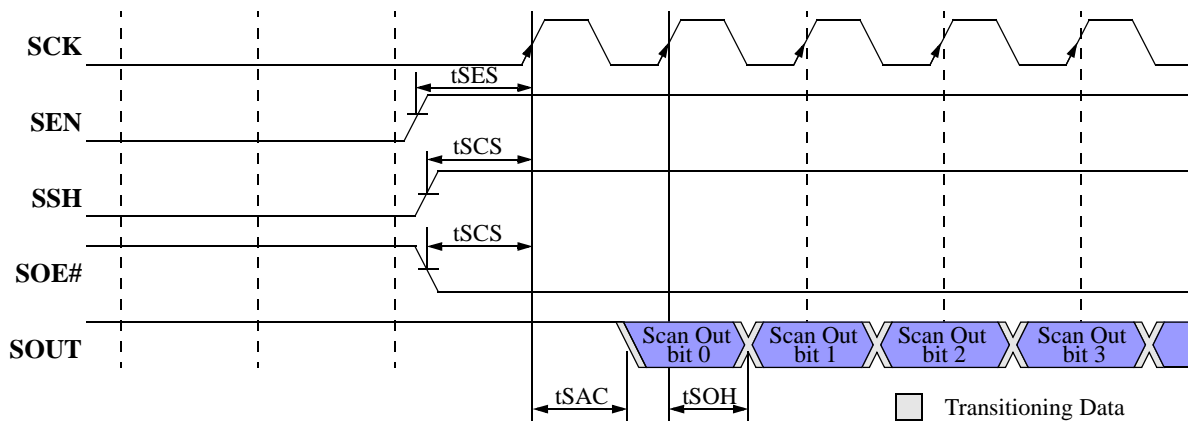 SCK
tSES
SEN
tSCS
SSH
tSCS
SOE#
SOUT
Scan Out
bit 0
Scan Out
bit 1
Scan Out
bit 2
Scan Out
bit 3
tSAC
tSOH
Transitioning Data